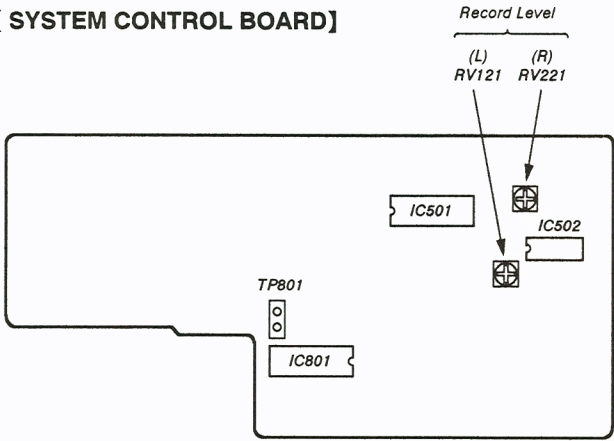 SYSTEM CONTROL BOARD】
Record Level
(L) (R)
RV121 RV221
IC501
IC502
TP801
IC801